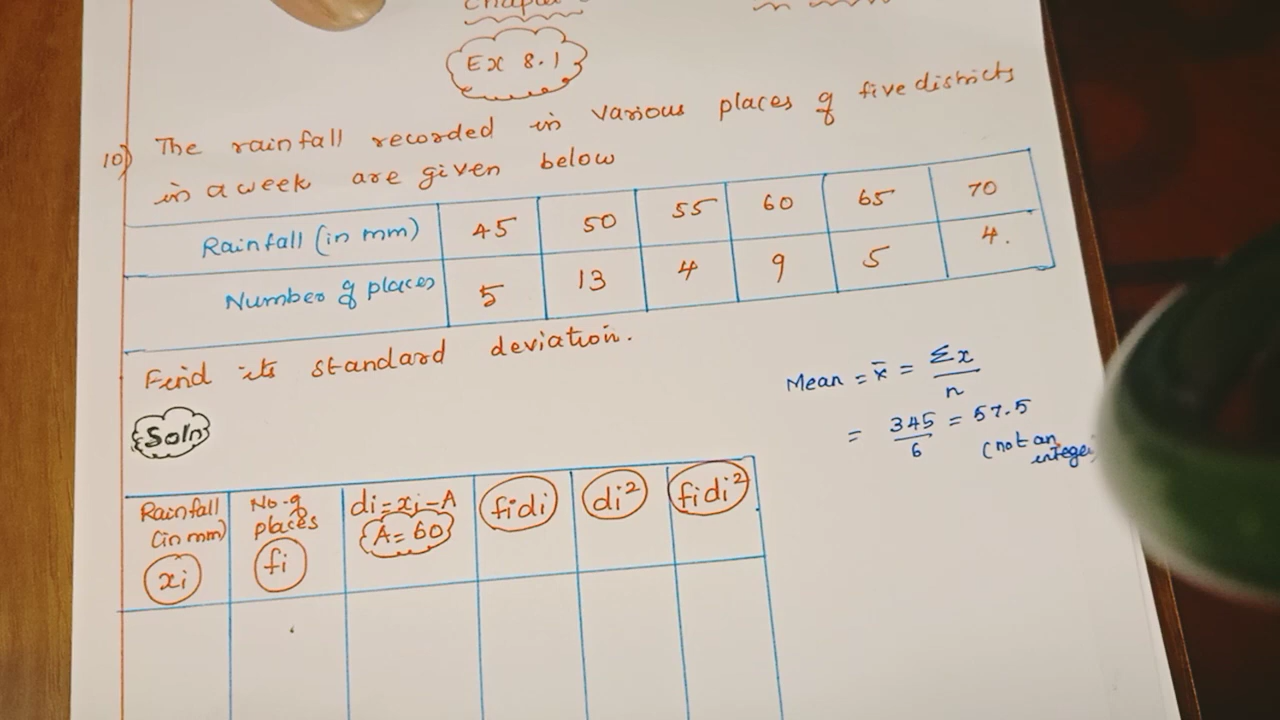 Ex 8.1
10) The rainfall recorded in various places of five districts
in a week are given below
Rainfall (in mm) 45 50 55 60 65 70
Number of places 5 13 4 9 5 4.
Find its standard deviation.
Mean = x̄ = Σx / n
= 345 / 6 = 57.5
(not an integer
Soln
Rainfall (in mm) xi
No. of places fi
di = xi - A
A = 60
fidi
di²
fidi²